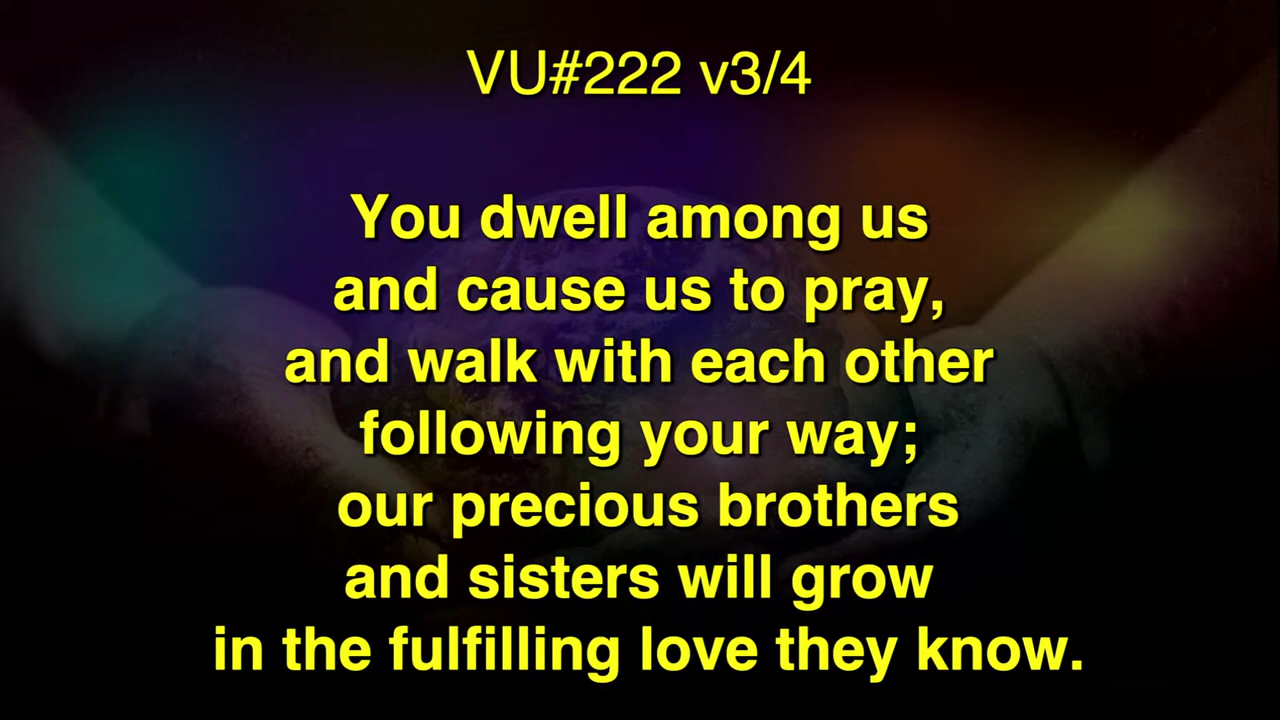 VU#222 v3/4
You dwell among us
and cause us to pray,
and walk with each other
following your way;
our precious brothers
and sisters will grow
in the fulfilling love they know.